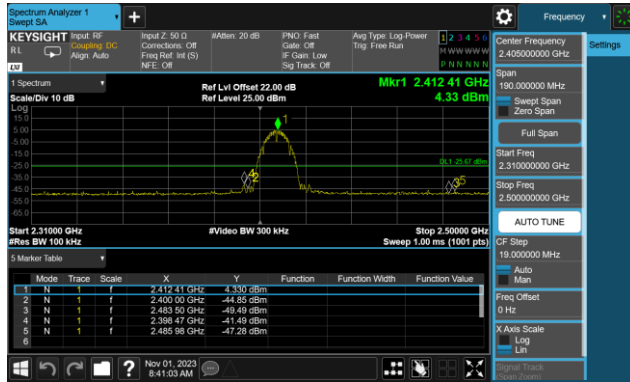 Spectrum Analyzer 1
Swept SA
Frequency
KEYSIGHT
Input: RF
Coupling: DC
Align: Auto
Input Z: 50 Ω
Corrections: Off
Freq Ref: Int (S)
NFE: Off
#Atten: 20 dB
PNO: Fast
Gate: Off
IF Gain: Low
Sig Track: Off
Avg Type: Log-Power
Trig: Free Run
1 2 3 4 5 6
M W W W W W
P N N N N N
RL
LXI
Center Frequency
2.405000000 GHz
Settings
Span
190.000000 MHz
Swept Span
Zero Span
Full Span
Start Freq
2.310000000 GHz
Stop Freq
2.500000000 GHz
AUTO TUNE
CF Step
19.000000 MHz
Auto
Man
Freq Offset
0 Hz
X Axis Scale
Log
Lin
Signal Track
(Span Zoom)
1 Spectrum
Scale/Div 10 dB
Ref Lvl Offset 22.00 dB
Ref Level 25.00 dBm
Mkr1 2.412 41 GHz
4.33 dBm
Log
15.0
5.00
-5.00
-15.0
-25.0
-35.0
-45.0
-55.0
-65.0
1
DL1 -25.67 dBm
4
2
3
5
Start 2.31000 GHz
#Res BW 100 kHz
#Video BW 300 kHz
Stop 2.50000 GHz
Sweep 1.00 ms (1001 pts)
5 Marker Table
Mode Trace Scale X Y Function Function Width Function Value
1 N 1 f 2.412 41 GHz 4.330 dBm
2 N 1 f 2.400 00 GHz -44.85 dBm
3 N 1 f 2.483 50 GHz -49.49 dBm
4 N 1 f 2.398 47 GHz -41.49 dBm
5 N 1 f 2.485 98 GHz -47.28 dBm
6
?
Nov 01, 2023
8:41:03 AM